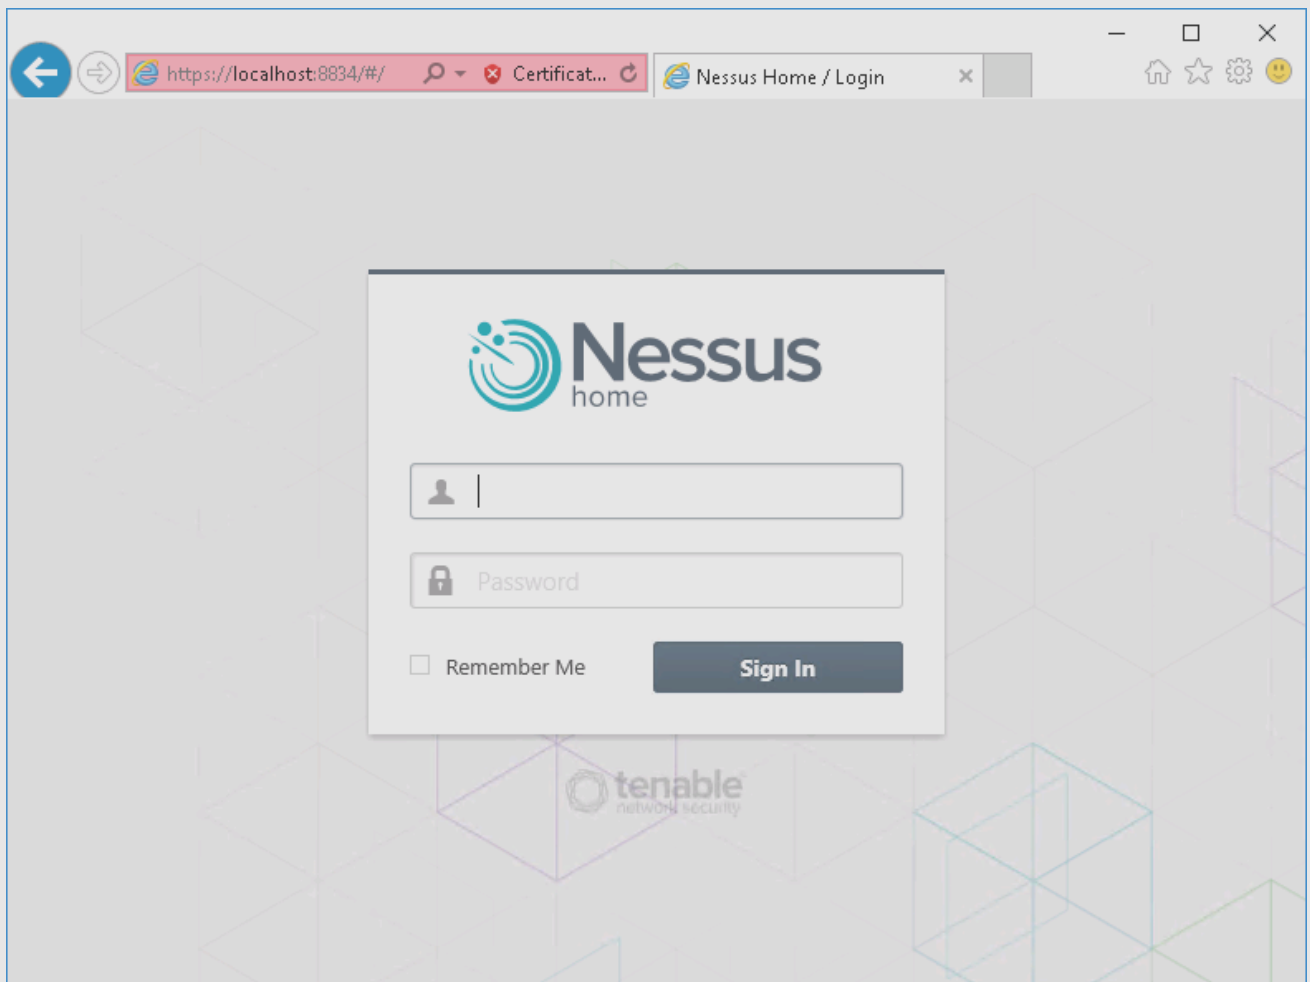 https://localhost:8834/#/ Certificat... Nessus Home / Login
Nessus
home
Password
Remember Me Sign In
tenable
network security